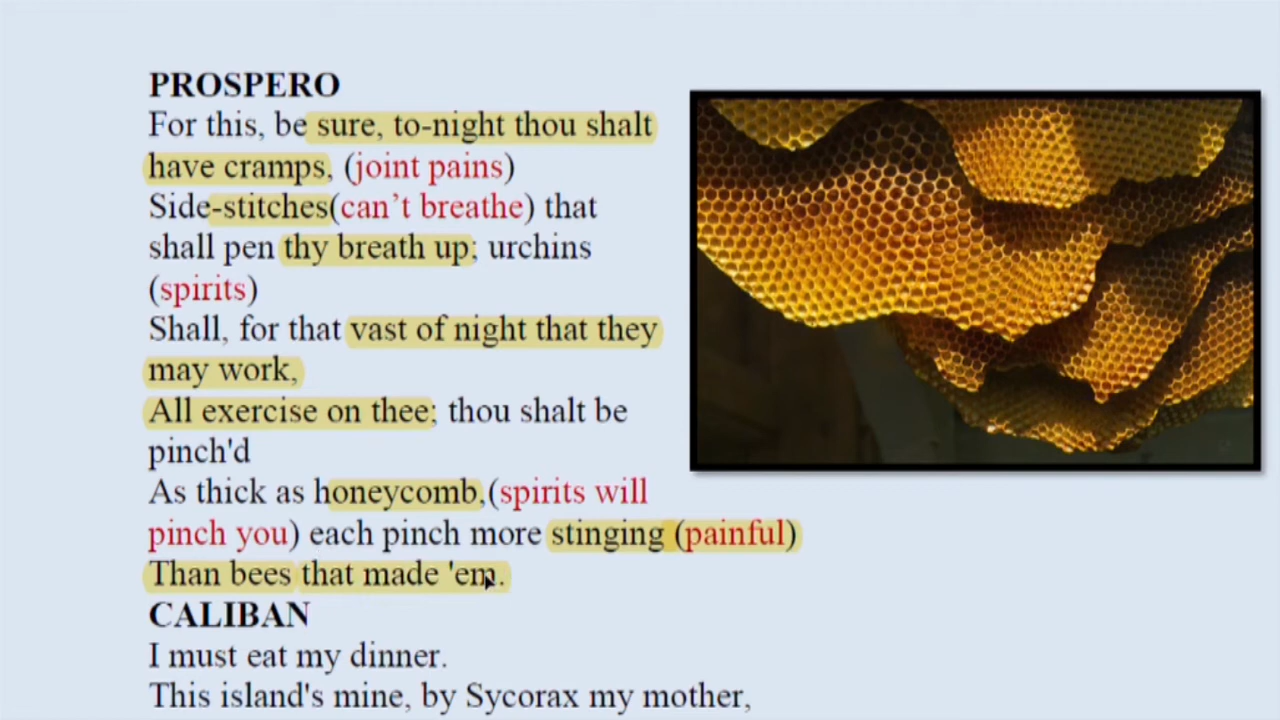 PROSPERO
For this, be sure, to-night thou shalt
have cramps, (joint pains)
Side-stitches(can’t breathe) that
shall pen thy breath up; urchins
(spirits)
Shall, for that vast of night that they
may work,
All exercise on thee; thou shalt be
pinch'd
As thick as honeycomb,(spirits will
pinch you) each pinch more stinging (painful)
Than bees that made 'em.
CALIBAN
I must eat my dinner.
This island's mine, by Sycorax my mother,